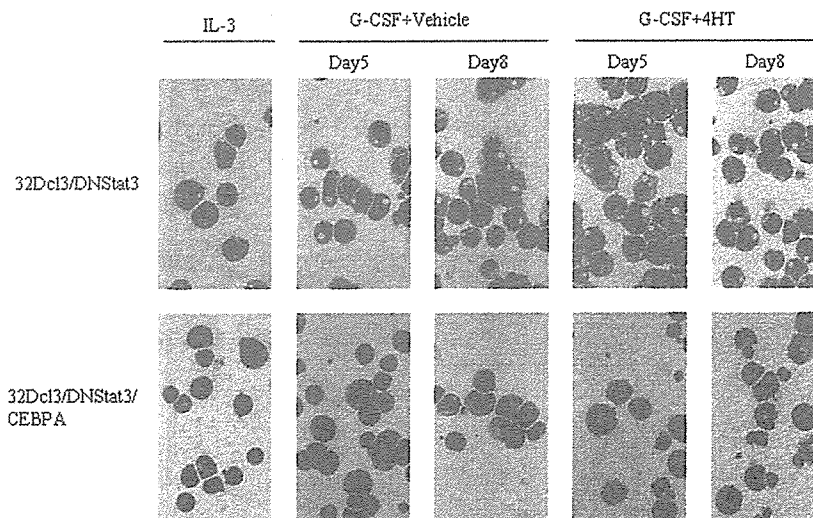 IL-3
G-CSF+Vehicle
G-CSF+4HT
Day5
Day8
Day5
Day8
32Dcl3/DNStat3
32Dcl3/DNStat3/
CEBPA